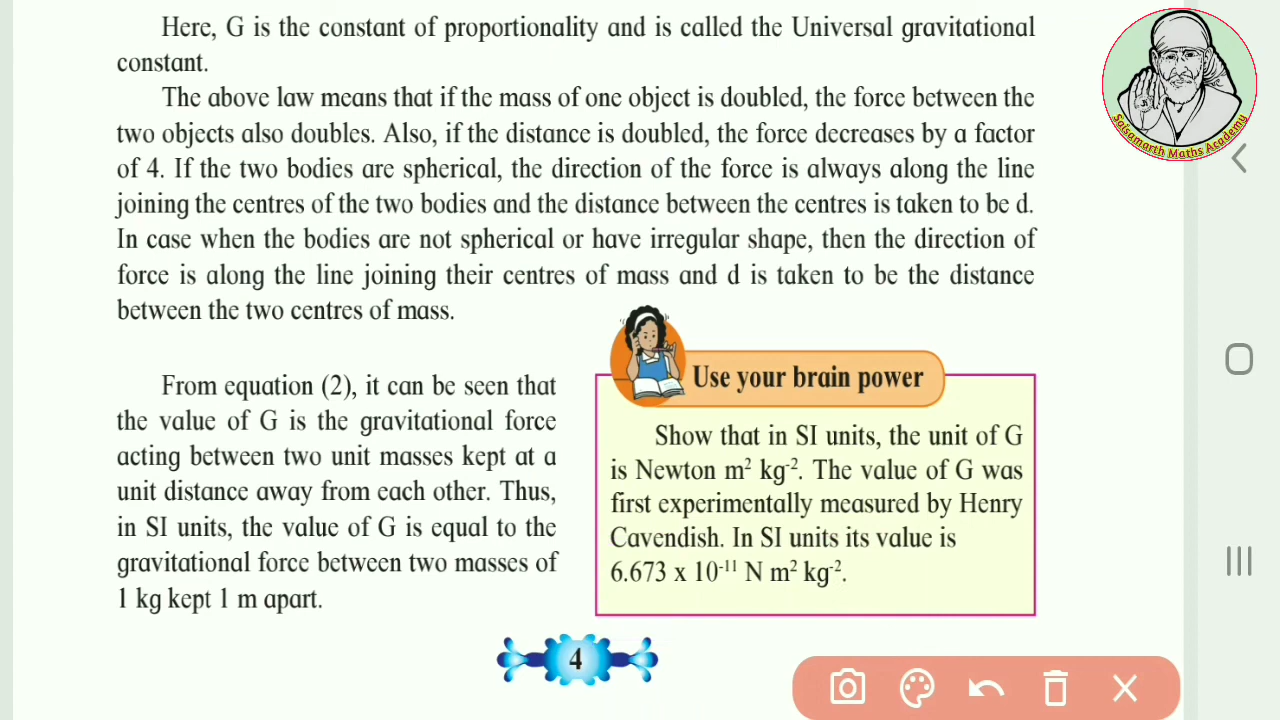 Here, G is the constant of proportionality and is called the Universal gravitational
constant.
The above law means that if the mass of one object is doubled, the force between the
two objects also doubles. Also, if the distance is doubled, the force decreases by a factor
of 4. If the two bodies are spherical, the direction of the force is always along the line
joining the centres of the two bodies and the distance between the centres is taken to be d.
In case when the bodies are not spherical or have irregular shape, then the direction of
force is along the line joining their centres of mass and d is taken to be the distance
between the two centres of mass.
From equation (2), it can be seen that
the value of G is the gravitational force
acting between two unit masses kept at a
unit distance away from each other. Thus,
in SI units, the value of G is equal to the
gravitational force between two masses of
1 kg kept 1 m apart.
Use your brain power
Show that in SI units, the unit of G
is Newton m² kg⁻². The value of G was
first experimentally measured by Henry
Cavendish. In SI units its value is
6.673 x 10⁻¹¹ N m² kg⁻².
4
Saisamarth Maths Academy